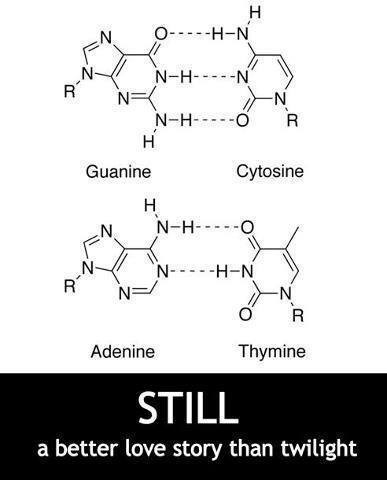 H
O H-N
N
N N-H N
R N N
N-H O R
H
Guanine Cytosine
H
N N-H O
N N H-N
R N N
O R
Adenine Thymine
STILL
a better love story than twilight